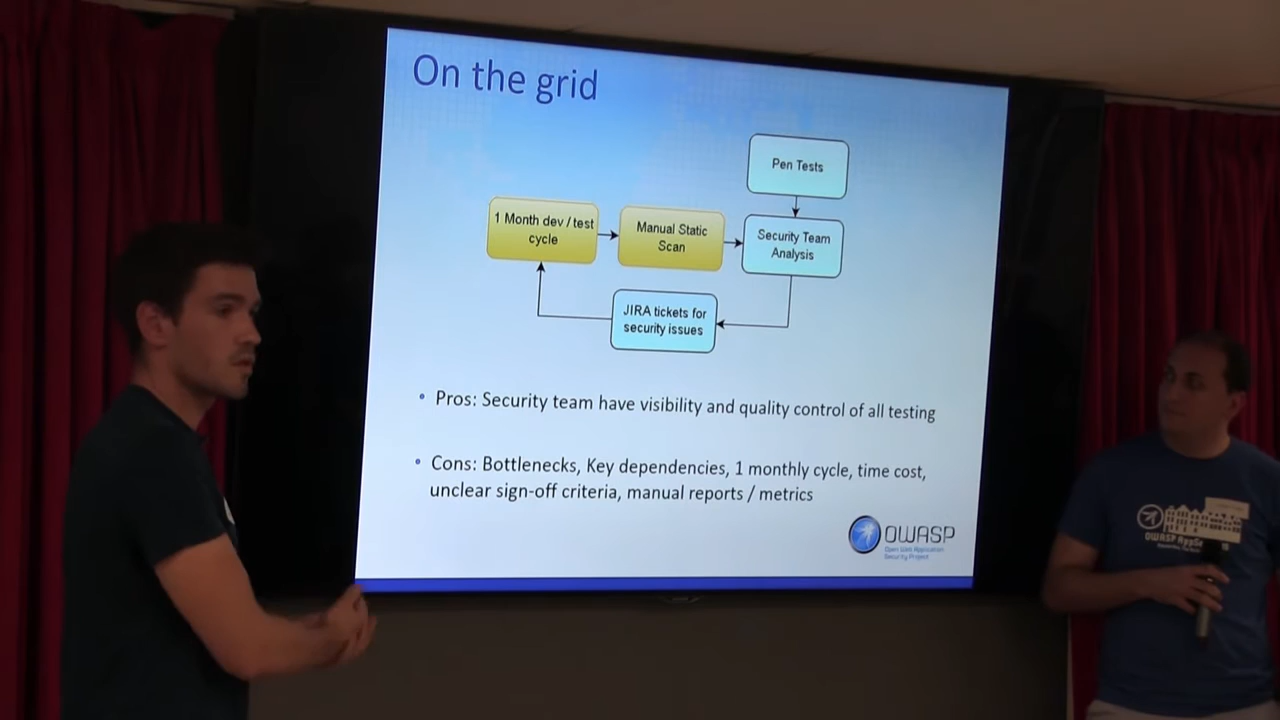 On the grid
Pen Tests
1 Month dev / test
cycle
Manual Static
Scan
Security Team
Analysis
JIRA tickets for
security issues
• Pros: Security team have visibility and quality control of all testing
• Cons: Bottlenecks, Key dependencies, 1 monthly cycle, time cost,
unclear sign-off criteria, manual reports / metrics
OWASP
Open Web Application
Security Project
OWASP